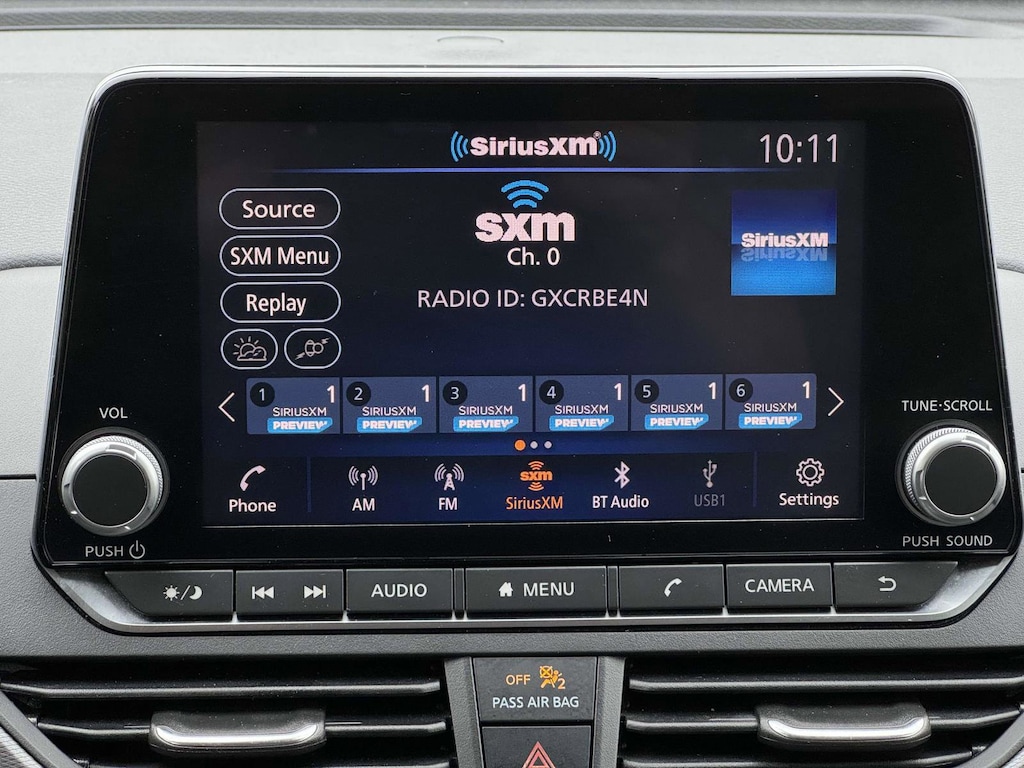 SiriusXM®
10:11
Source
SXM Menu
Replay
sxm
Ch. 0
RADIO ID: GXCRBE4N
SiriusXM
1 1
SIRIUSXM
PREVIEW
2 1
SIRIUSXM
PREVIEW
3 1
SIRIUSXM
PREVIEW
4 1
SIRIUSXM
PREVIEW
5 1
SIRIUSXM
PREVIEW
6 1
SIRIUSXM
PREVIEW
Phone
AM
FM
sxm
SiriusXM
BT Audio
USB1
Settings
VOL
PUSH
TUNE·SCROLL
PUSH SOUND
AUDIO
MENU
CAMERA
OFF 2
PASS AIR BAG